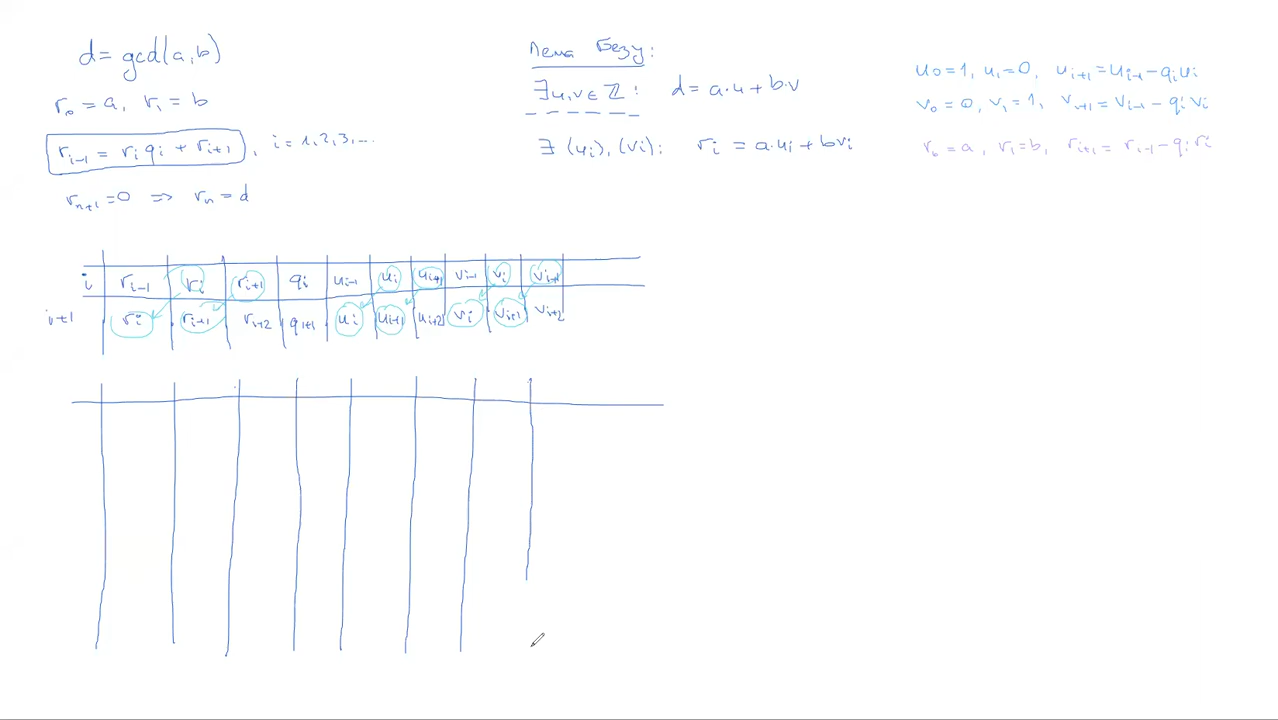 d = gcd(a, b)
r₀ = a, r₁ = b
rᵢ₋₁ = rᵢ qᵢ + rᵢ₊₁ , i = 1,2,3,...
rₙ₊₁ = 0 ⇒ rₙ = d
Лема Безу:
∃ u,v ∈ ℤ: d = a·u + b·v
∃ (uᵢ), (vᵢ): rᵢ = a·uᵢ + bvᵢ
u₀ = 1, u₁ = 0, uᵢ₊₁ = uᵢ₋₁ − qᵢuᵢ
v₀ = 0, v₁ = 1, vᵢ₊₁ = vᵢ₋₁ − qᵢ vᵢ
r₀ = a, r₁ = b, rᵢ₊₁ = rᵢ₋₁ − qᵢ rᵢ
i rᵢ₋₁ rᵢ rᵢ₊₁ qᵢ uᵢ₋₁ uᵢ uᵢ₊₁ vᵢ₋₁ vᵢ vᵢ₊₁
i+1 rᵢ rᵢ₊₁ rᵢ₊₂ qᵢ₊₁ uᵢ uᵢ₊₁ uᵢ₊₂ vᵢ vᵢ₊₁ vᵢ₊₂